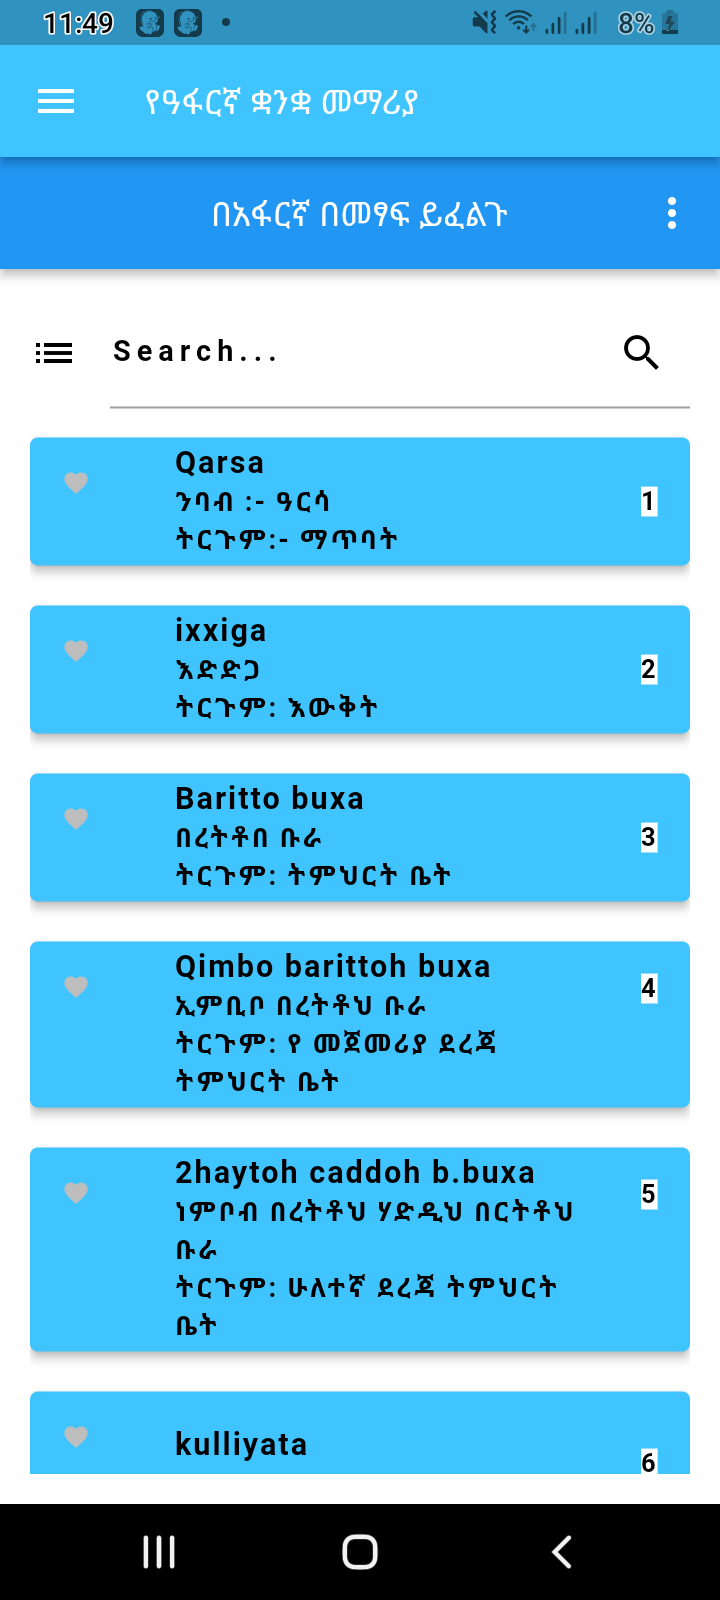 11:49
8%
የዓፋርኛ ቋንቋ መማሪያ
በአፋርኛ በመፃፍ ይፈልጉ
Search...
Qarsa
ንባብ :- ዓርሳ
ትርጉም:- ማጥባት
1
ixxiga
እድድጋ
ትርጉም: እውቅት
2
Baritto buxa
በረትቶበ ቡራ
ትርጉም: ትምህርት ቤት
3
Qimbo barittoh buxa
ኢምቢቦ በረትቶህ ቡራ
ትርጉም: የ መጀመሪያ ደረጃ
ትምህርት ቤት
4
2haytoh caddoh b.buxa
ነምቦብ በረትቶህ ሃድዲህ በርትቶህ
ቡራ
ትርጉም: ሁለተኛ ደረጃ ትምህርት
ቤት
5
kulliyata
6